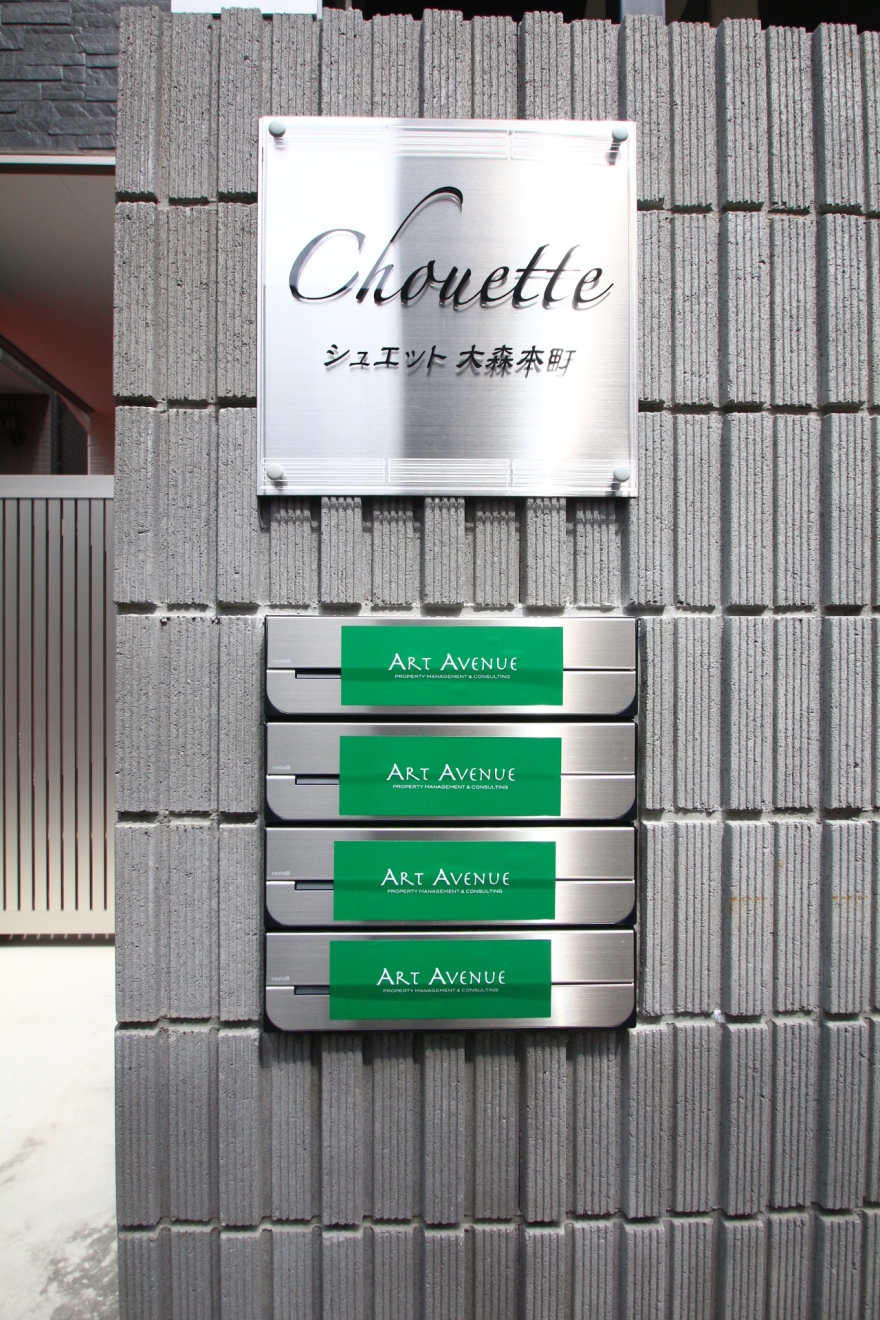 Chouette
シュエット 大森本町
ART AVENUE
PROPERTY MANAGEMENT & CONSULTING
ART AVENUE
PROPERTY MANAGEMENT & CONSULTING
ART AVENUE
PROPERTY MANAGEMENT & CONSULTING
ART AVENUE
PROPERTY MANAGEMENT & CONSULTING